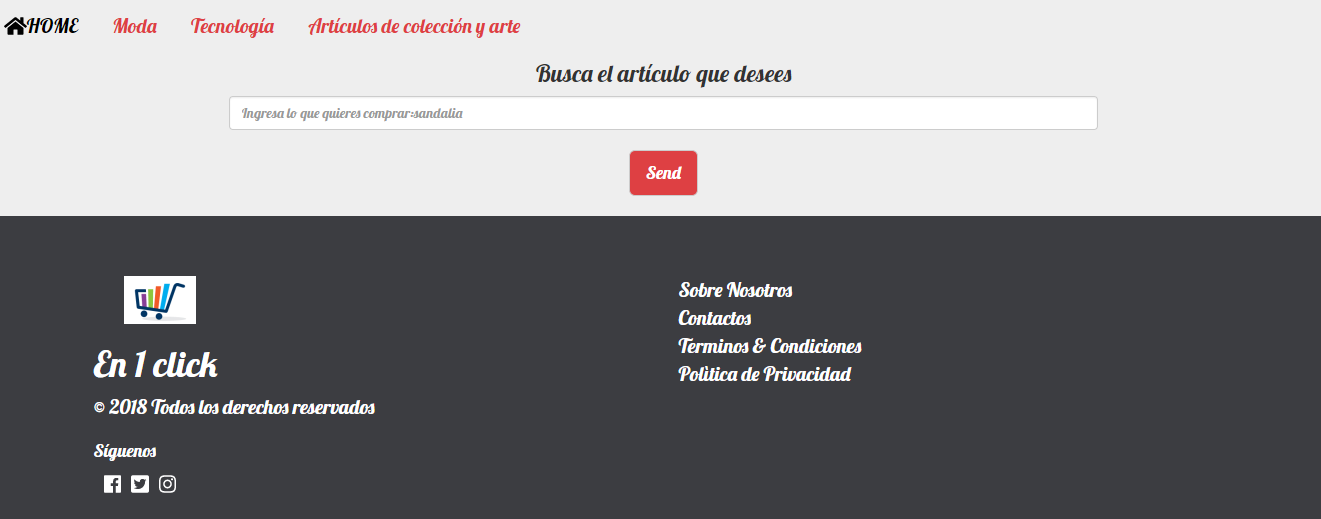 HOME Moda Tecnología Artículos de colección y arte
Busca el artículo que desees
Ingresa lo que quieres comprar:sandalia
Send
En 1 click
© 2018 Todos los derechos reservados
Síguenos
Sobre Nosotros
Contactos
Terminos & Condiciones
Polìtica de Privacidad